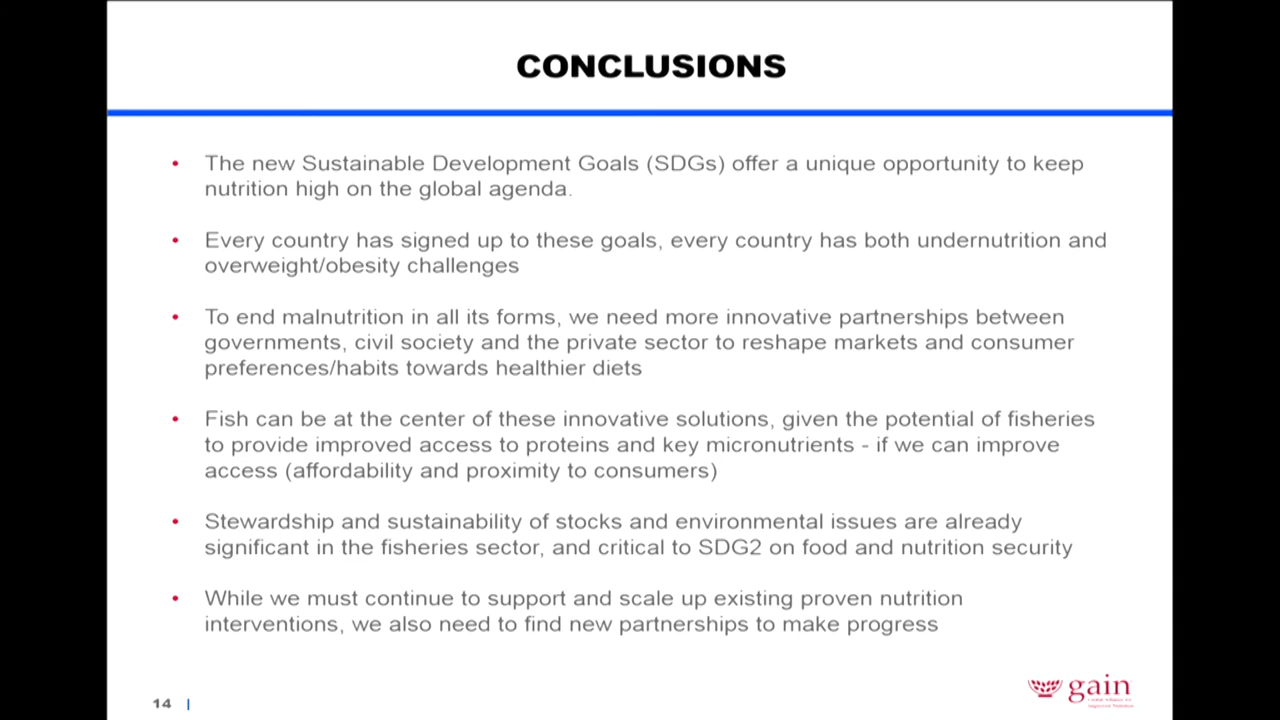 CONCLUSIONS
• The new Sustainable Development Goals (SDGs) offer a unique opportunity to keep
nutrition high on the global agenda.
• Every country has signed up to these goals, every country has both undernutrition and
overweight/obesity challenges
• To end malnutrition in all its forms, we need more innovative partnerships between
governments, civil society and the private sector to reshape markets and consumer
preferences/habits towards healthier diets
• Fish can be at the center of these innovative solutions, given the potential of fisheries
to provide improved access to proteins and key micronutrients - if we can improve
access (affordability and proximity to consumers)
• Stewardship and sustainability of stocks and environmental issues are already
significant in the fisheries sector, and critical to SDG2 on food and nutrition security
• While we must continue to support and scale up existing proven nutrition
interventions, we also need to find new partnerships to make progress
gain
14 |